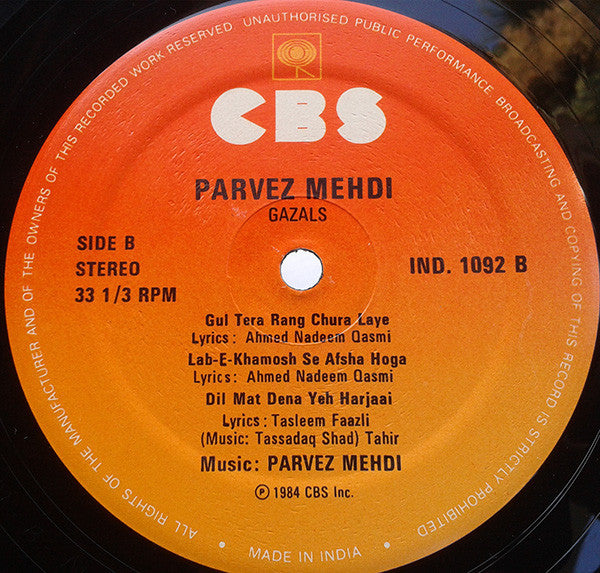 ALL RIGHTS OF THE MANUFACTURER AND OF THE OWNERS OF THIS RECORDED WORK RESERVED. UNAUTHORISED PUBLIC PERFORMANCE BROADCASTING AND COPYING OF THIS RECORD IS STRICTLY PROHIBITED
CBS
PARVEZ MEHDI
GAZALS
SIDE B
STEREO
33 1/3 RPM
IND. 1092 B
Gul Tera Rang Chura Laye
Lyrics : Ahmed Nadeem Qasmi
Lab-E-Khamosh Se Afsha Hoga
Lyrics : Ahmed Nadeem Qasmi
Dil Mat Dena Yeh Harjaai
Lyrics : Tasleem Faazli
(Music: Tassadaq Shad) Tahir
Music: PARVEZ MEHDI
℗ 1984 CBS Inc.
• MADE IN INDIA •